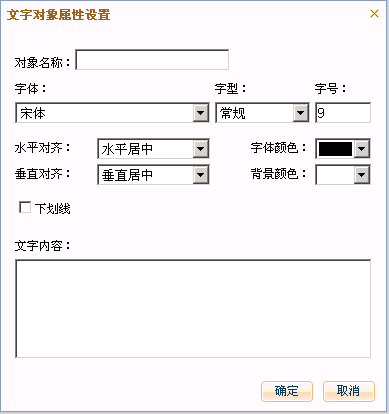 文字对象属性设置
对象名称：
字体： 字型： 字号：
宋体 常规 9
水平对齐： 水平居中 字体颜色：
垂直对齐： 垂直居中 背景颜色：
下划线
文字内容：
确定 取消